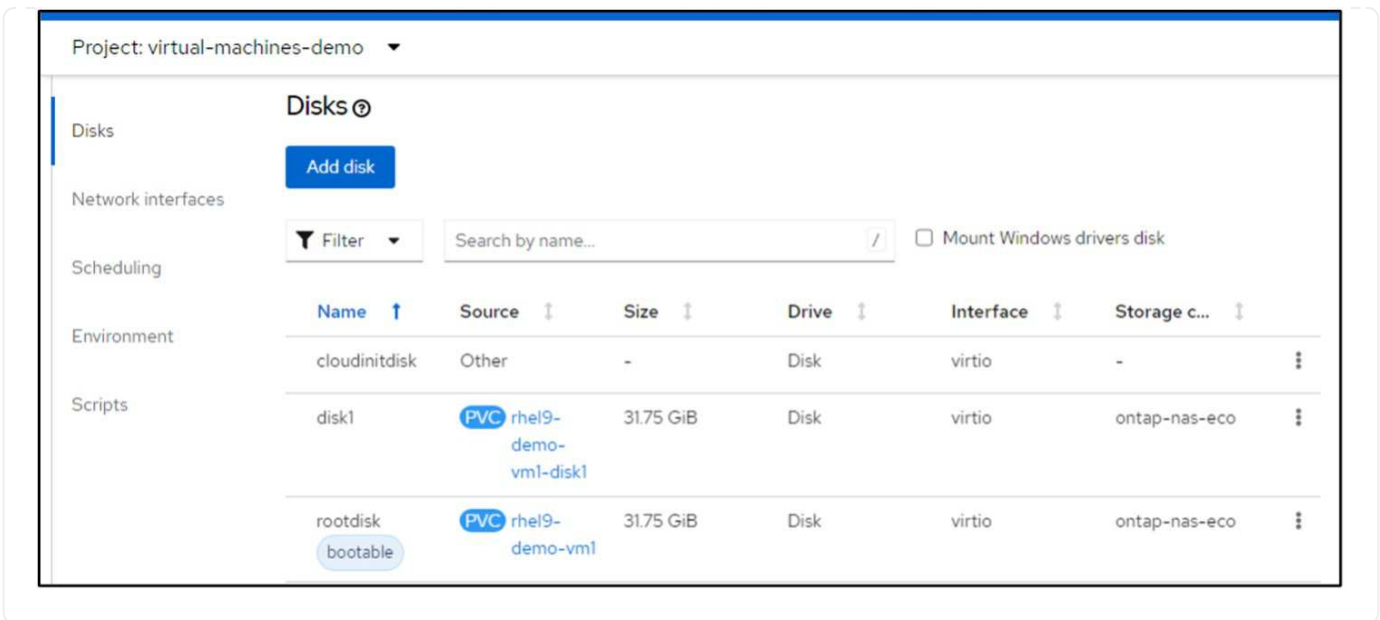 Project: virtual-machines-demo
Disks
Network interfaces
Scheduling
Environment
Scripts
Disks
Add disk
Filter
Search by name...
/
Mount Windows drivers disk
Name Source Size Drive Interface Storage c...
cloudinitdisk Other - Disk virtio -
disk1 PVC rhel9- 31.75 GiB Disk virtio ontap-nas-eco
demo-
vm1-disk1
rootdisk PVC rhel9- 31.75 GiB Disk virtio ontap-nas-eco
bootable demo-vm1